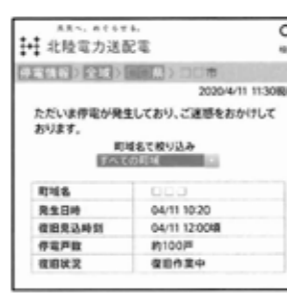 北陸電力送配電
停電情報 〉 全域 〉 □□県 〉 □□市
2020/4/11 11:30現
ただいま停電が発生しており、ご迷惑をおかけして
おります。
町域名で絞り込み
すべての町域
町域名 □□□
発生日時 04/11 10:20
復旧見込時刻 04/11 12:00頃
停電戸数 約100戸
復旧状況 復旧作業中